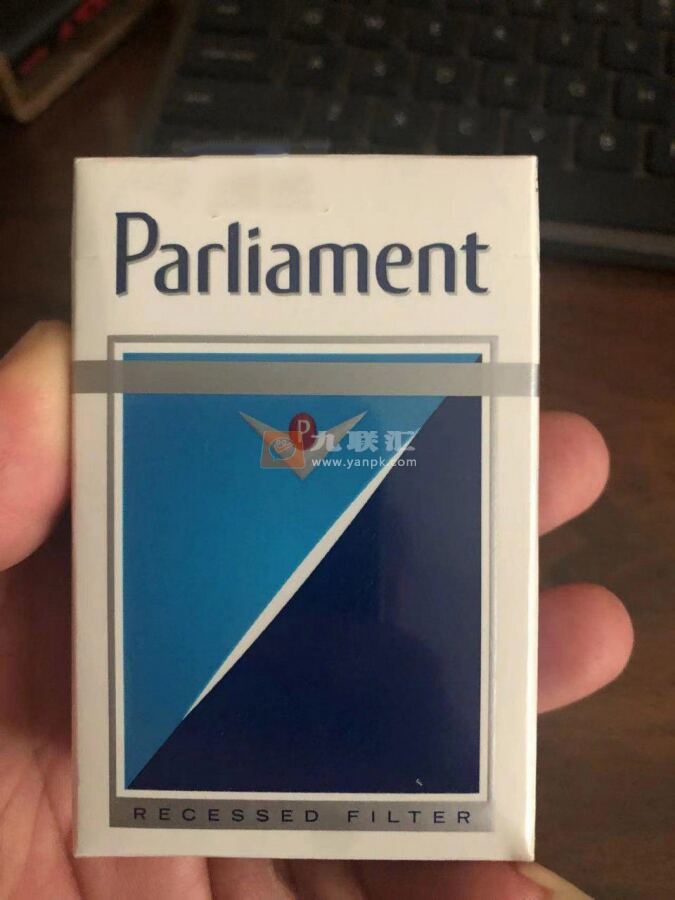 Parliament
P
九联汇
www.yanpk.com
RECESSED FILTER